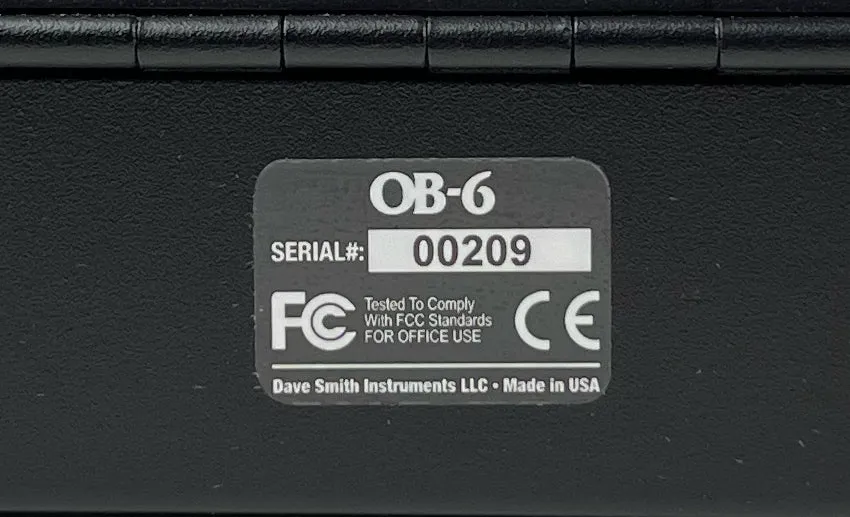 OB-6
SERIAL#: 00209
FC Tested To Comply
With FCC Standards
FOR OFFICE USE
CE
Dave Smith Instruments LLC • Made in USA